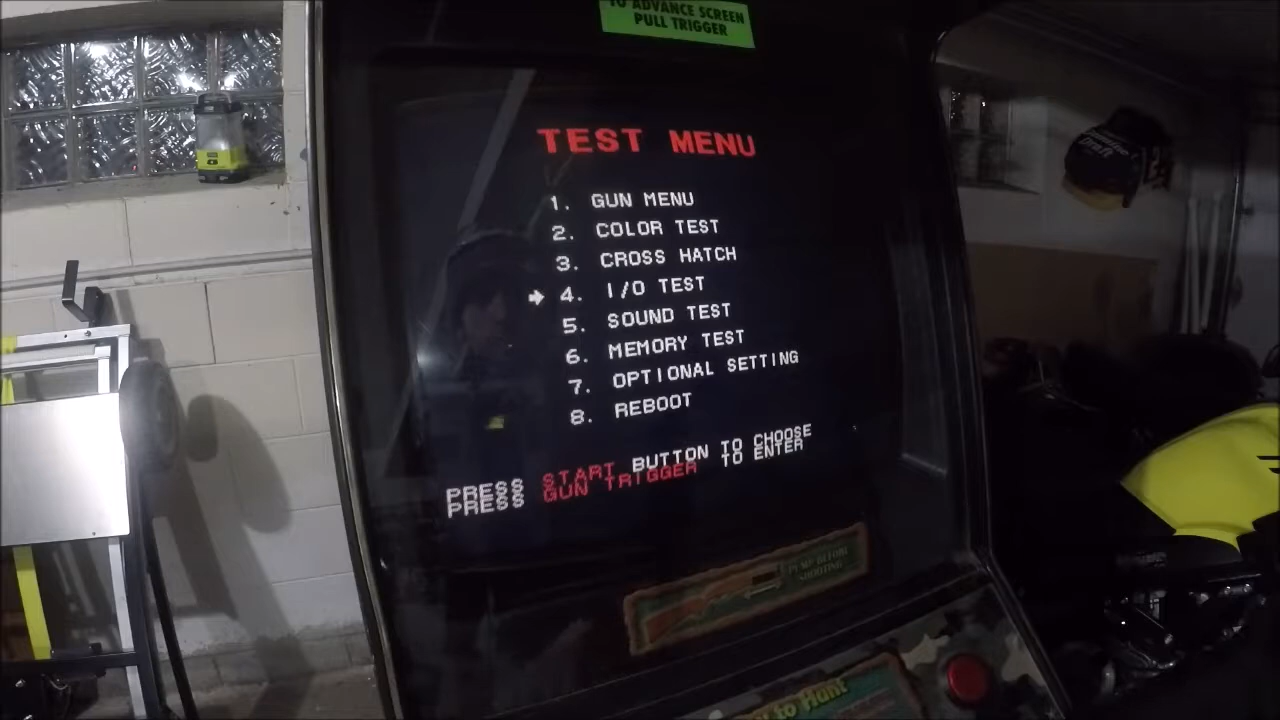 TO ADVANCE SCREEN
PULL TRIGGER
TEST MENU
1. GUN MENU
2. COLOR TEST
3. CROSS HATCH
4. I/O TEST
5. SOUND TEST
6. MEMORY TEST
7. OPTIONAL SETTING
8. REBOOT
PRESS START BUTTON TO CHOOSE
PRESS GUN TRIGGER TO ENTER
PUMP BEFORE
SHOOTING
to Hunt